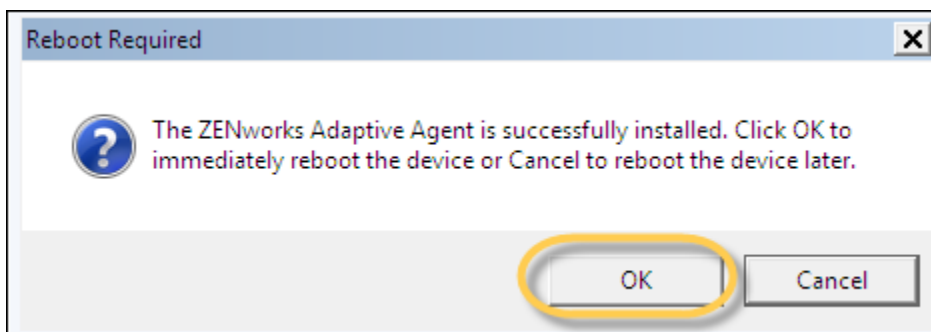 Reboot Required
The ZENworks Adaptive Agent is successfully installed. Click OK to
immediately reboot the device or Cancel to reboot the device later.
OK
Cancel